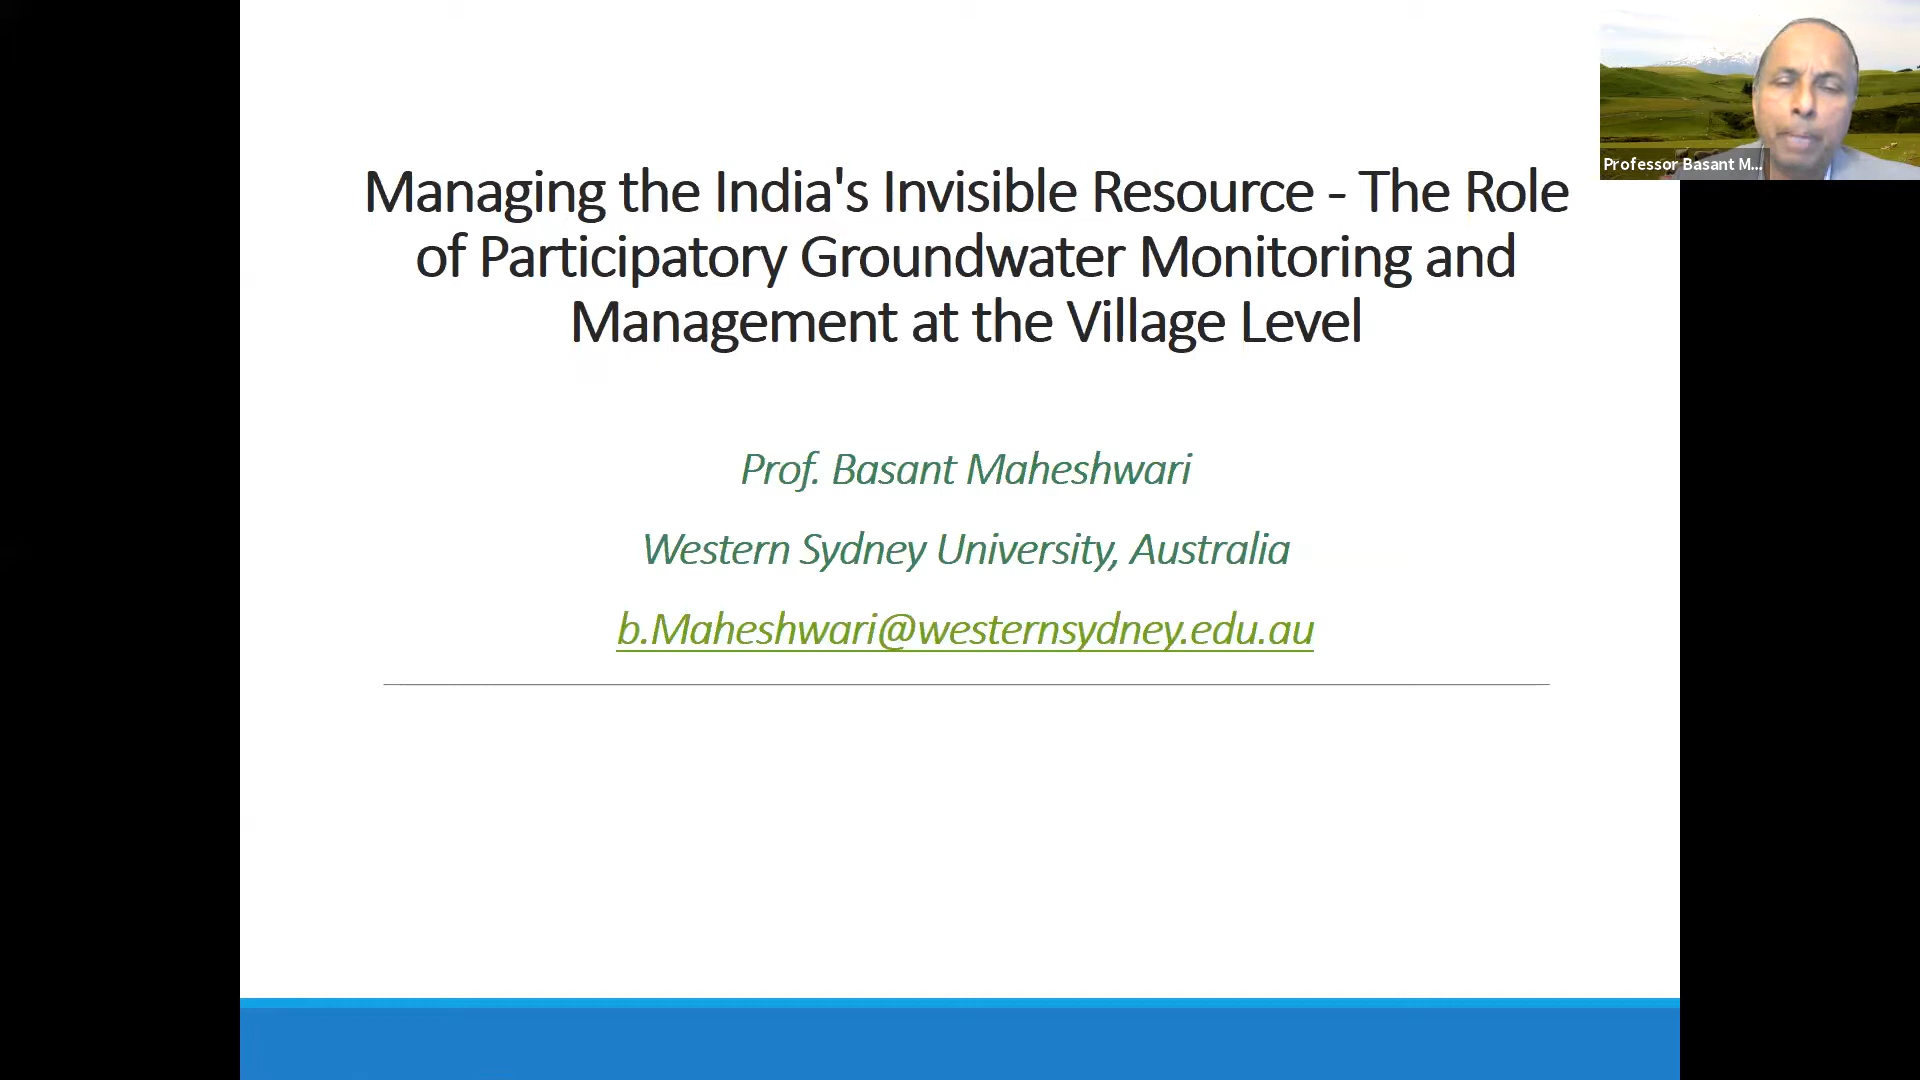 Managing the India's Invisible Resource - The Role
of Participatory Groundwater Monitoring and
Management at the Village Level
Prof. Basant Maheshwari
Western Sydney University, Australia
b.Maheshwari@westernsydney.edu.au
Professor Basant M...